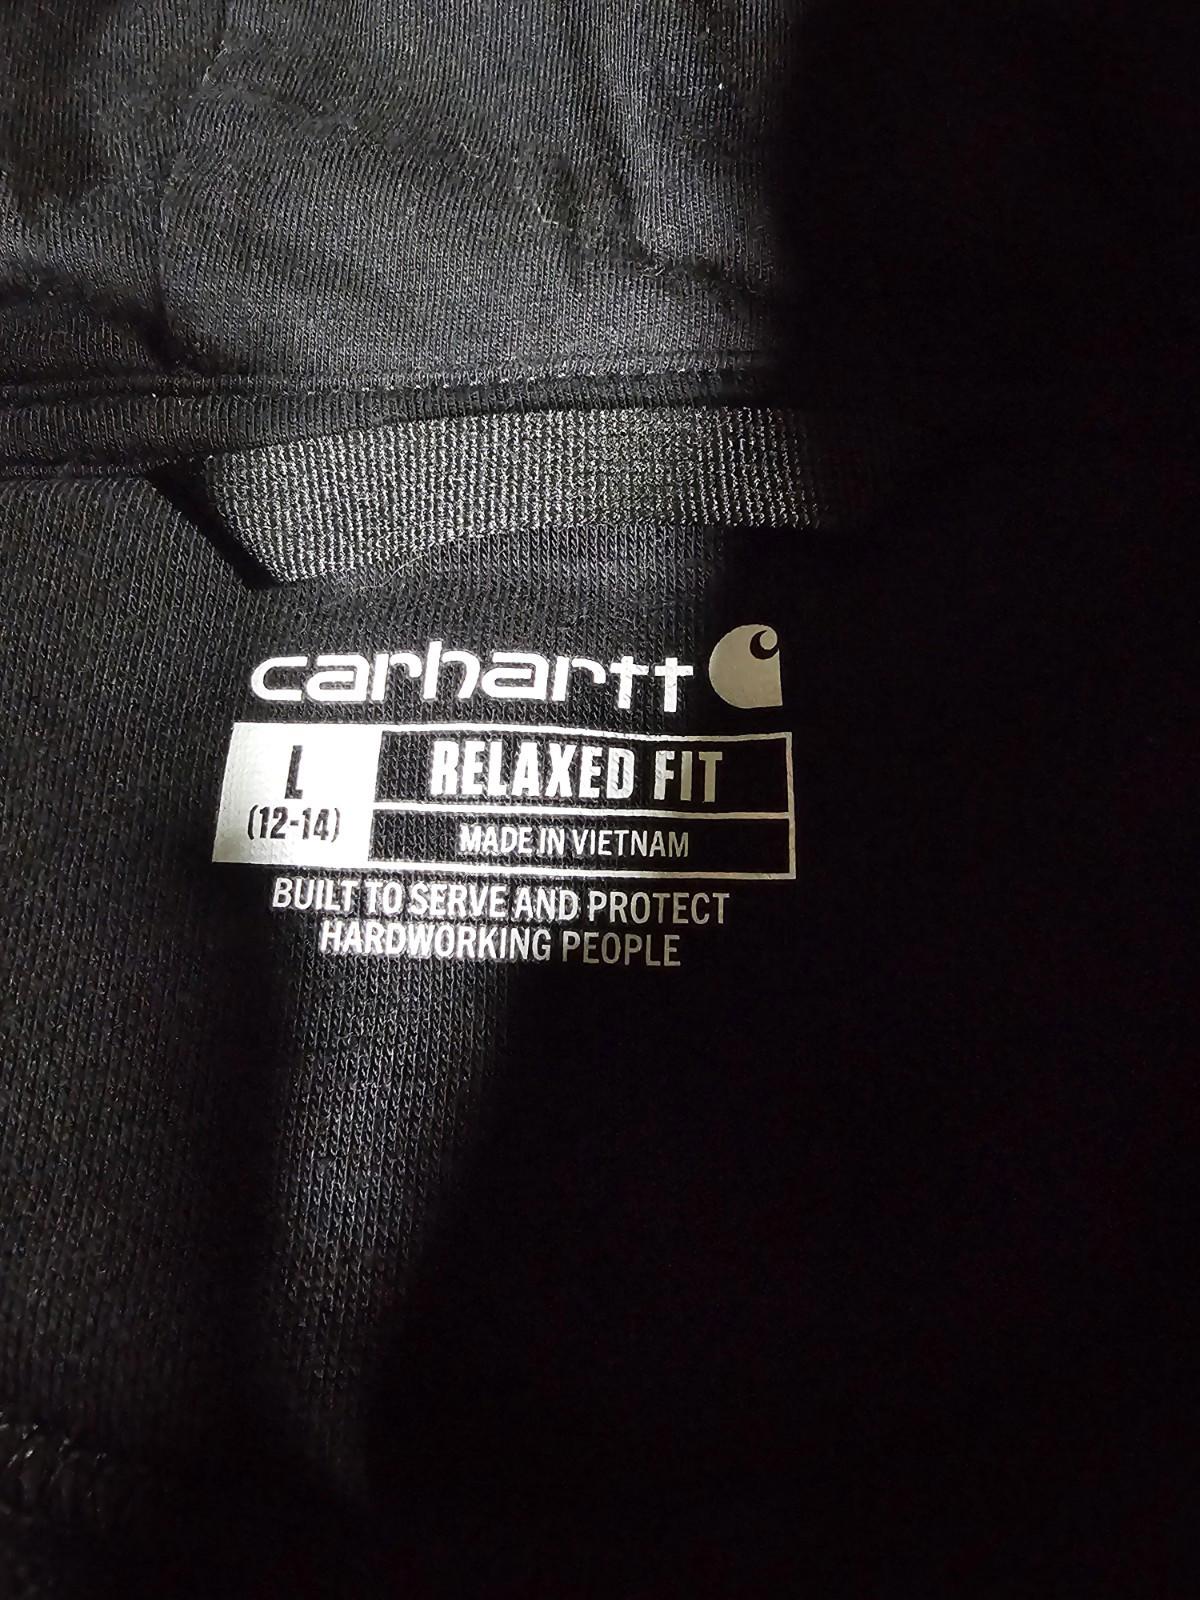 carhartt
L
(12-14)
RELAXED FIT
MADE IN VIETNAM
BUILT TO SERVE AND PROTECT
HARDWORKING PEOPLE